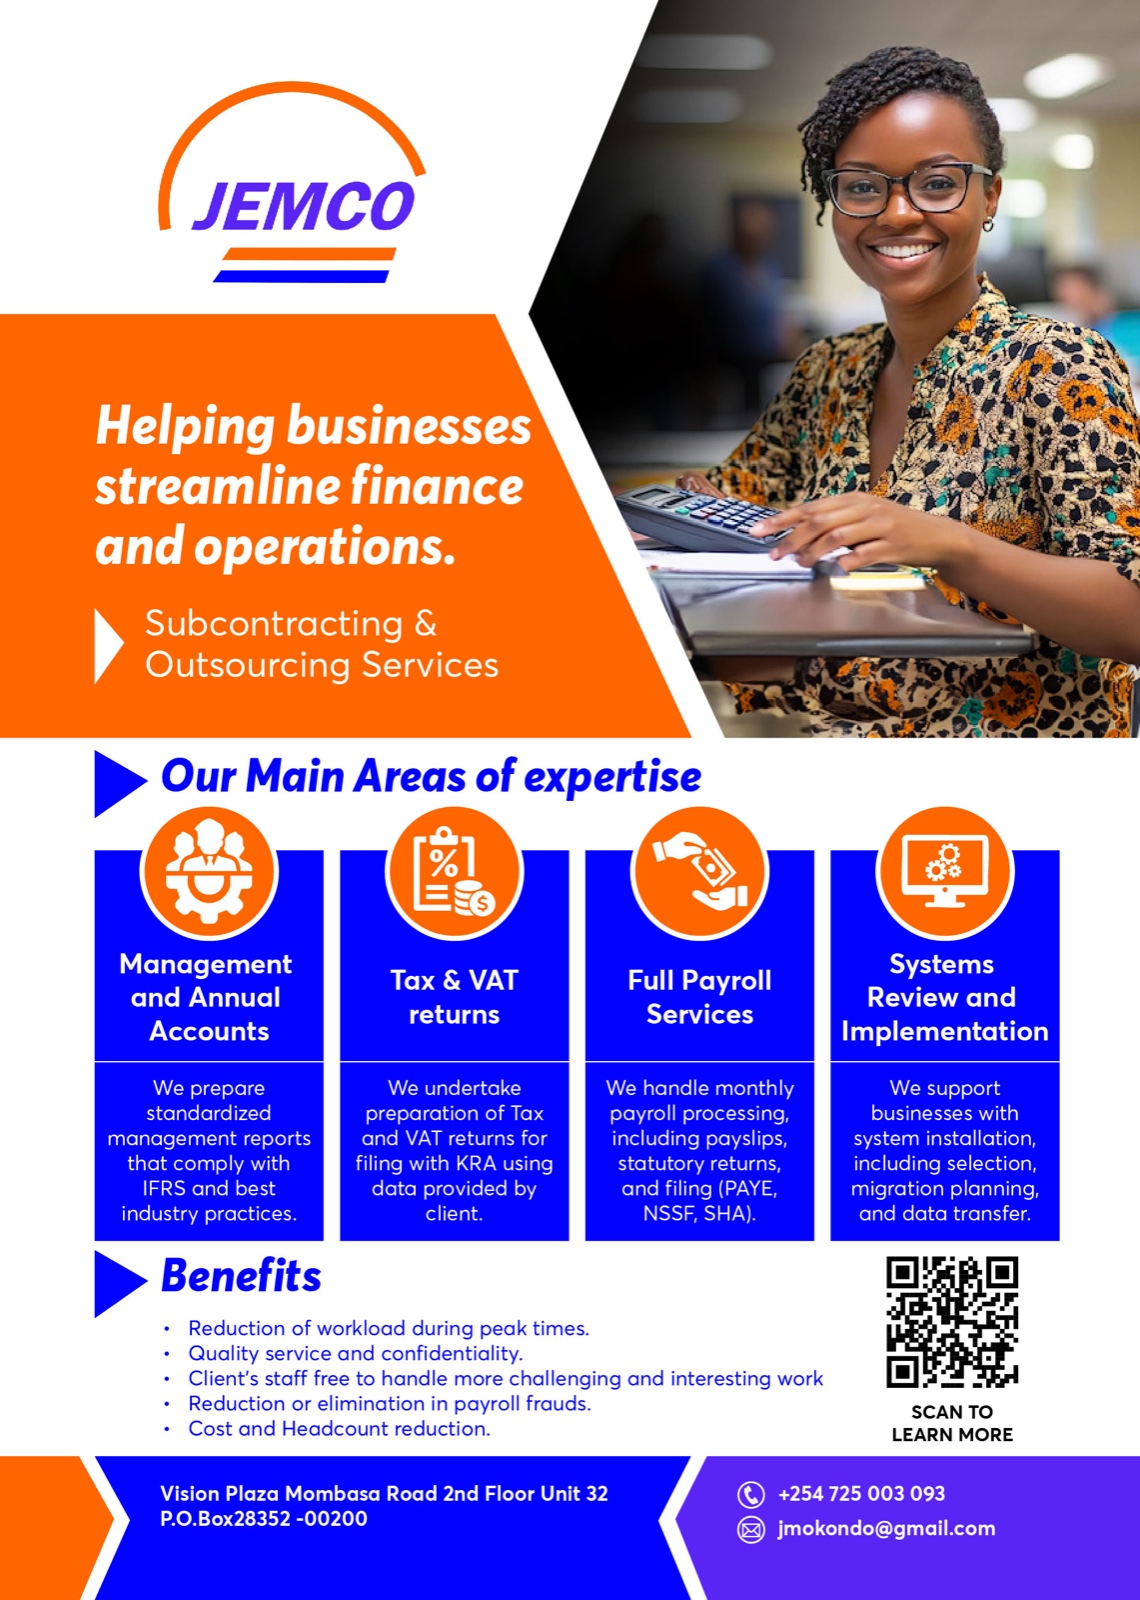 JEMCO
Helping businesses
streamline finance
and operations.
Subcontracting &
Outsourcing Services
Our Main Areas of expertise
Management
and Annual
Accounts
We prepare
standardized
management reports
that comply with
IFRS and best
industry practices.
Tax & VAT
returns
We undertake
preparation of Tax
and VAT returns for
filing with KRA using
data provided by
client.
Full Payroll
Services
We handle monthly
payroll processing,
including payslips,
statutory returns,
and filing (PAYE,
NSSF, SHA).
Systems
Review and
Implementation
We support
businesses with
system installation,
including selection,
migration planning,
and data transfer.
Benefits
• Reduction of workload during peak times.
• Quality service and confidentiality.
• Client's staff free to handle more challenging and interesting work
• Reduction or elimination in payroll frauds.
• Cost and Headcount reduction.
SCAN TO
LEARN MORE
Vision Plaza Mombasa Road 2nd Floor Unit 32
P.O.Box28352 -00200
+254 725 003 093
jmokondo@gmail.com